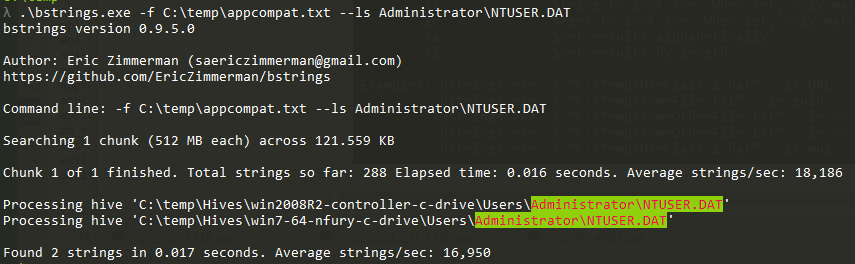 λ .\bstrings.exe -f C:\temp\appcompat.txt --ls Administrator\NTUSER.DAT
bstrings version 0.9.5.0
Author: Eric Zimmerman (saericzimmerman@gmail.com)
https://github.com/EricZimmerman/bstrings
Command line: -f C:\temp\appcompat.txt --ls Administrator\NTUSER.DAT
Searching 1 chunk (512 MB each) across 121.559 KB
Chunk 1 of 1 finished. Total strings so far: 288 Elapsed time: 0.016 seconds. Average strings/sec: 18,186
Processing hive 'C:\temp\Hives\win2008R2-controller-c-drive\Users\Administrator\NTUSER.DAT'
Processing hive 'C:\temp\Hives\win7-64-nfury-c-drive\Users\Administrator\NTUSER.DAT'
Found 2 strings in 0.017 seconds. Average strings/sec: 16,950